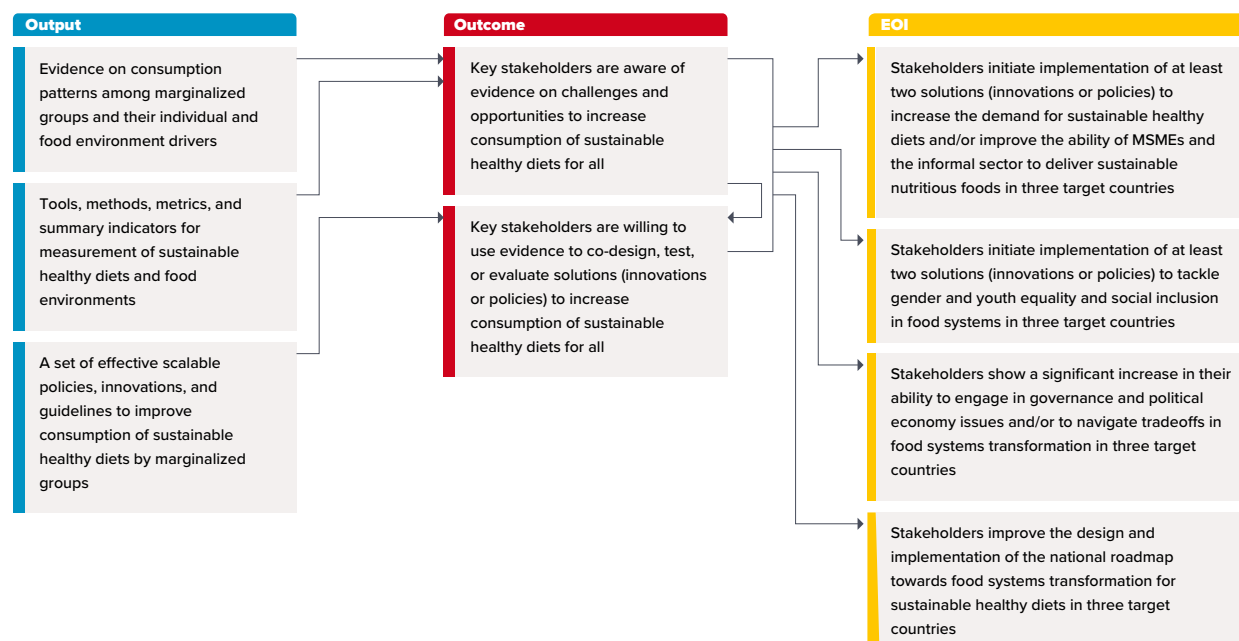 Output
Evidence on consumption
patterns among marginalized
groups and their individual and
food environment drivers
Tools, methods, metrics, and
summary indicators for
measurement of sustainable
healthy diets and food
environments
A set of effective scalable
policies, innovations, and
guidelines to improve
consumption of sustainable
healthy diets by marginalized
groups
Outcome
Key stakeholders are aware of
evidence on challenges and
opportunities to increase
consumption of sustainable
healthy diets for all
Key stakeholders are willing to
use evidence to co-design, test,
or evaluate solutions (innovations
or policies) to increase
consumption of sustainable
healthy diets for all
EOI
Stakeholders initiate implementation of at least
two solutions (innovations or policies) to
increase the demand for sustainable healthy
diets and/or improve the ability of MSMEs and
the informal sector to deliver sustainable
nutritious foods in three target countries
Stakeholders initiate implementation of at least
two solutions (innovations or policies) to tackle
gender and youth equality and social inclusion
in food systems in three target countries
Stakeholders show a significant increase in their
ability to engage in governance and political
economy issues and/or to navigate tradeoffs in
food systems transformation in three target
countries
Stakeholders improve the design and
implementation of the national roadmap
towards food systems transformation for
sustainable healthy diets in three target
countries